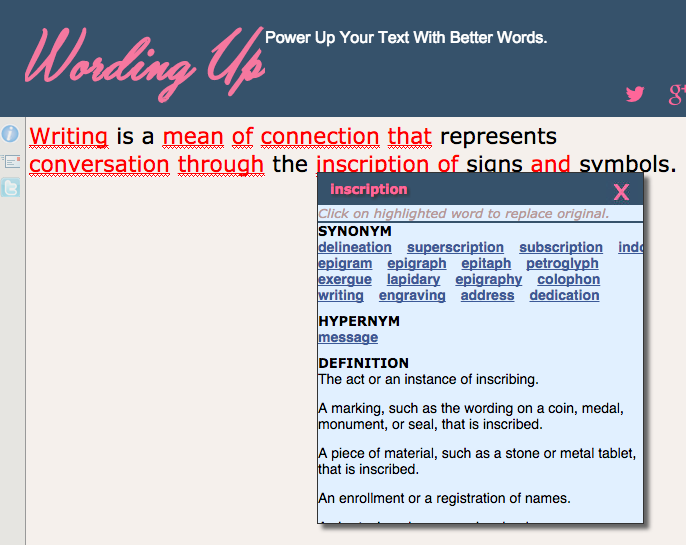 Wording Up
Power Up Your Text With Better Words.
Writing is a mean of connection that represents
conversation through the inscription of signs and symbols.
inscription X
Click on highlighted word to replace original.
SYNONYM
delineation superscription subscription
epigram epigraph epitaph petroglyph
exergue lapidary epigraphy colophon
writing engraving address dedication
HYPERNYM
message
DEFINITION
The act or an instance of inscribing.
A marking, such as the wording on a coin, medal,
monument, or seal, that is inscribed.
A piece of material, such as a stone or metal tablet,
that is inscribed.
An enrollment or a registration of names.